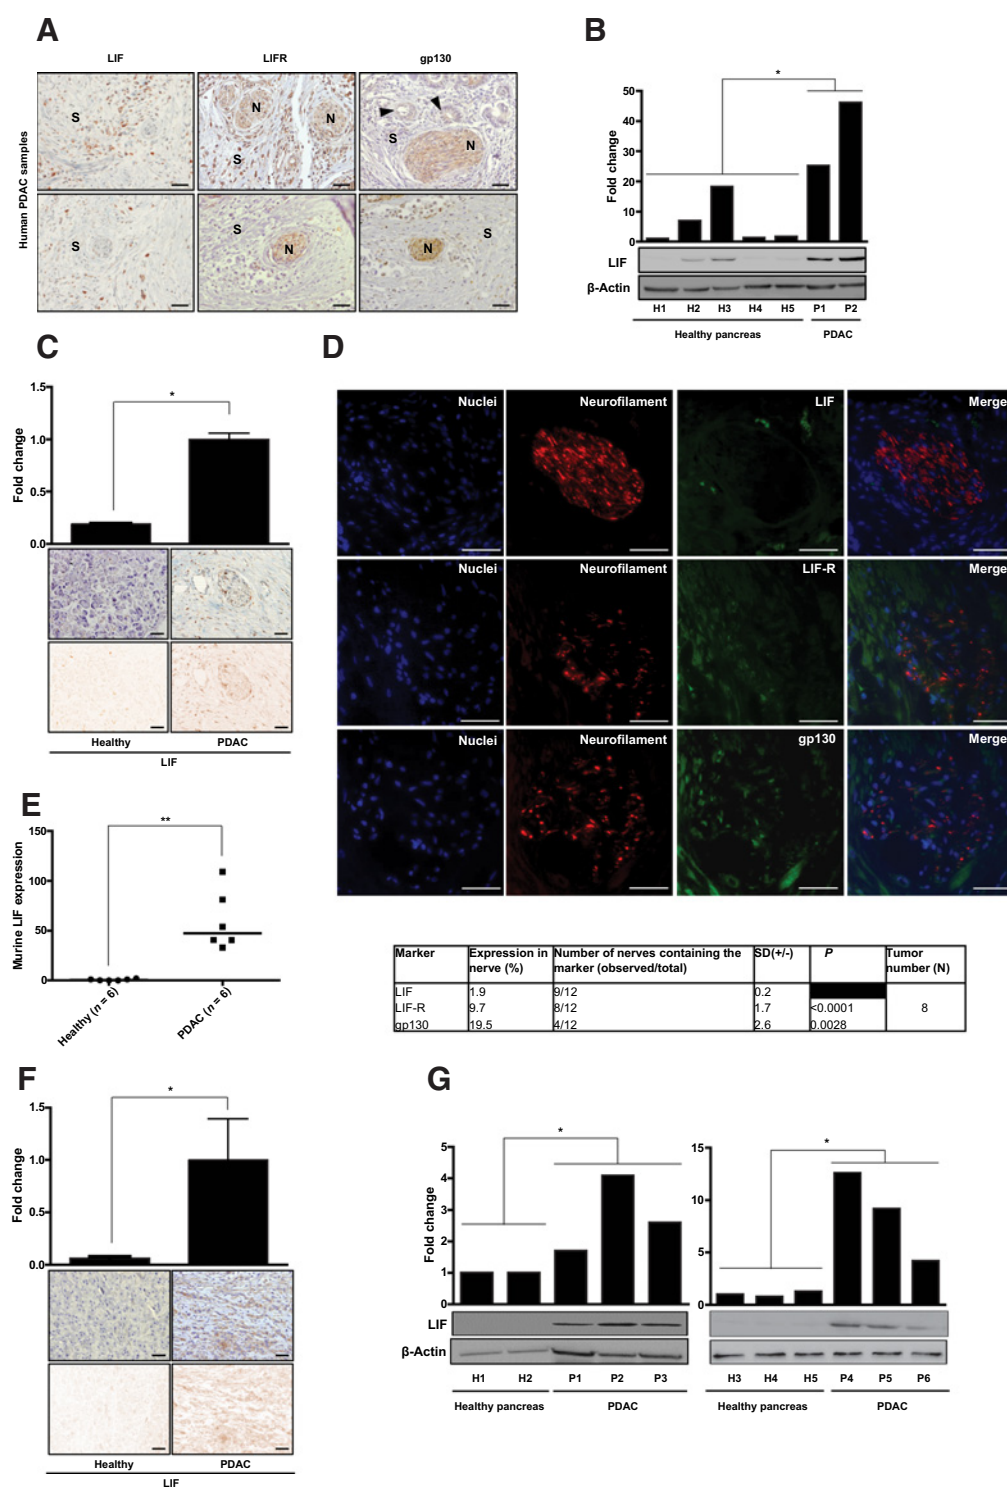 A
LIF
LIFR
gp130
Human PDAC samples
S
N
N
S
S
N
S
S
N
N
S
B
*
Fold change
50
40
30
20
10
0
LIF
β-Actin
H1 H2 H3 H4 H5 P1 P2
Healthy pancreas PDAC
C
*
Fold change
1.5
1.0
0.5
0.0
Healthy PDAC
LIF
D
Nuclei Neurofilament LIF Merge
Nuclei Neurofilament LIF-R Merge
Nuclei Neurofilament gp130 Merge
Marker Expression in nerve (%) Number of nerves containing the marker (observed/total) SD(+/-) P Tumor number (N)
LIF 1.9 9/12 0.2
LIF-R 9.7 8/12 1.7 <0.0001 8
gp130 19.5 4/12 2.6 0.0028
E
**
Murine LIF expression
150
100
50
0
Healthy (n = 6)
PDAC (n = 6)
F
*
Fold change
1.5
1.0
0.5
0.0
Healthy PDAC
LIF
G
*
Fold change
5
4
3
2
1
0
LIF
β-Actin
H1 H2 P1 P2 P3
Healthy pancreas PDAC
*
15
10
5
0
H3 H4 H5 P4 P5 P6
Healthy pancreas PDAC